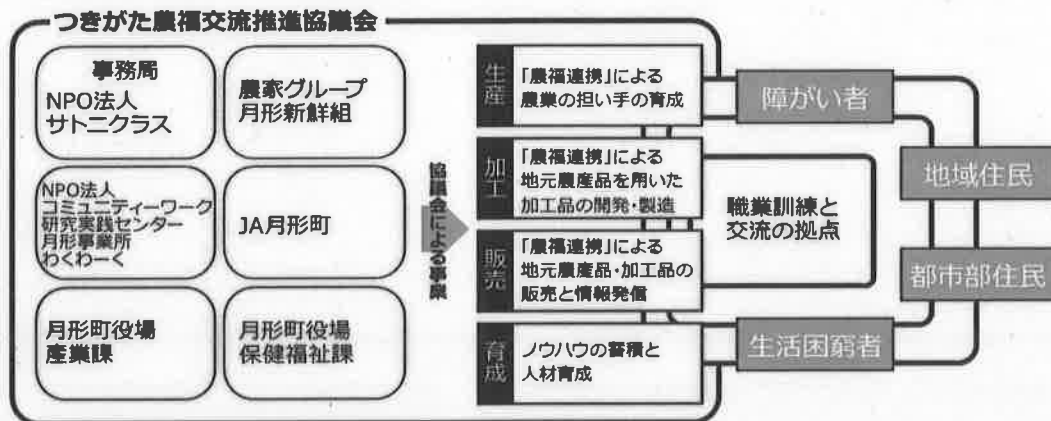 つきがた農福交流推進協議会
事務局
NPO法人
サトニクラス
農家グループ
月形新鮮組
NPO法人
コミュニティーワーク
研究実践センター
月形事業所
わくわーく
JA月形町
月形町役場
産業課
月形町役場
保健福祉課
協議会による事業
生産
「農福連携」による
農業の担い手の育成
加工
「農福連携」による
地元農産品を用いた
加工品の開発・製造
販売
「農福連携」による
地元農産品・加工品の
販売と情報発信
育成
ノウハウの蓄積と
人材育成
職業訓練と
交流の拠点
障がい者
地域住民
都市部住民
生活困窮者